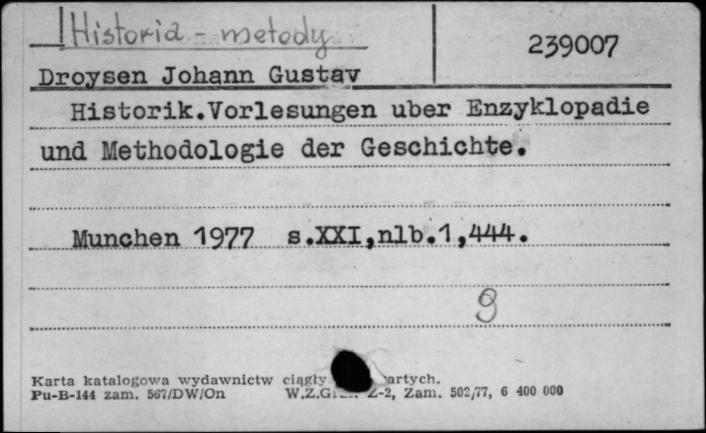 Historia - metody
239007
Droysen Johann Gustav
Historik.Vorlesungen uber Enzyklopadie
und Methodologie der Geschichte.
Munchen 1977 s.XXI,nlb.1,444.
9
Karta katalogowa wydawnictw ciągły artych.
Pu-B-144 zam. 567/DW/On W.Z.Gr Z-2, Zam. 502/77, 6 400 000